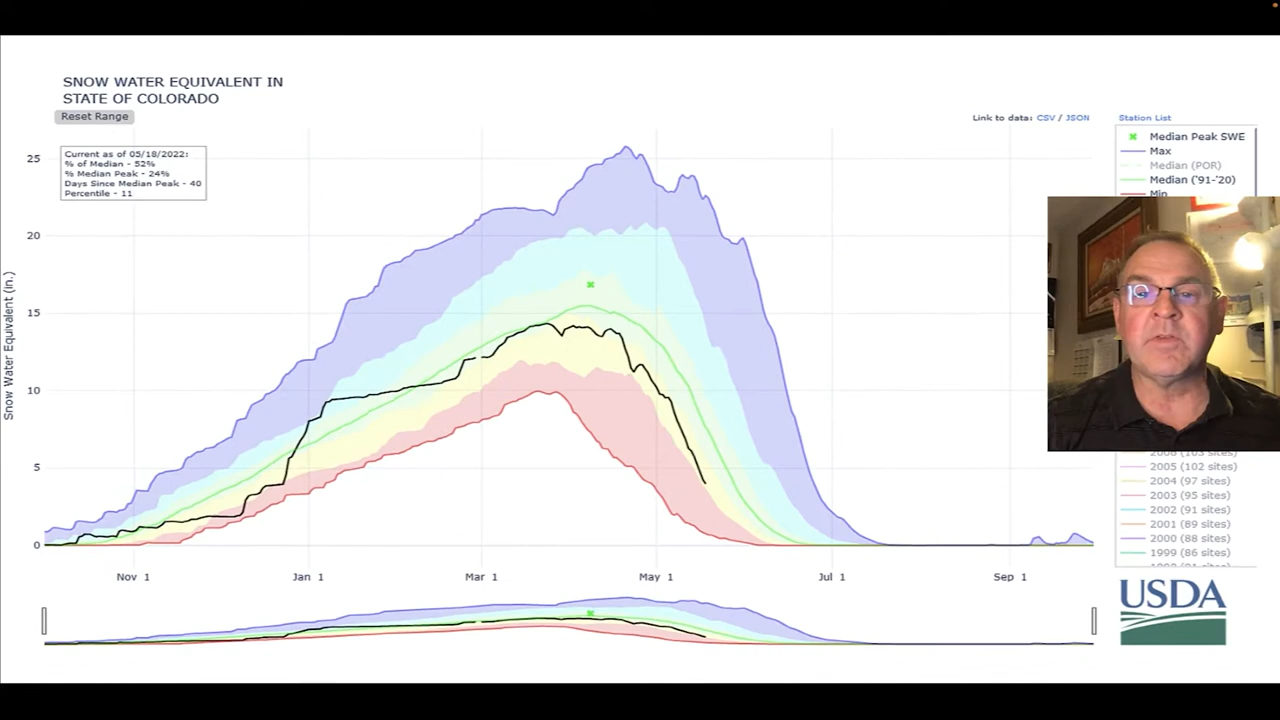 SNOW WATER EQUIVALENT IN
STATE OF COLORADO
Reset Range
Link to data: CSV / JSON
Station List
Current as of 05/18/2022:
% of Median - 52%
% Median Peak - 24%
Days Since Median Peak - 40
Percentile - 11
Median Peak SWE
Max
Median (POR)
Median ('91-'20)
Min
25
20
15
10
5
0
Snow Water Equivalent (in.)
Nov 1
Jan 1
Mar 1
May 1
Jul 1
Sep 1
2006 (103 sites)
2005 (102 sites)
2004 (97 sites)
2003 (95 sites)
2002 (91 sites)
2001 (89 sites)
2000 (88 sites)
1999 (86 sites)
USDA